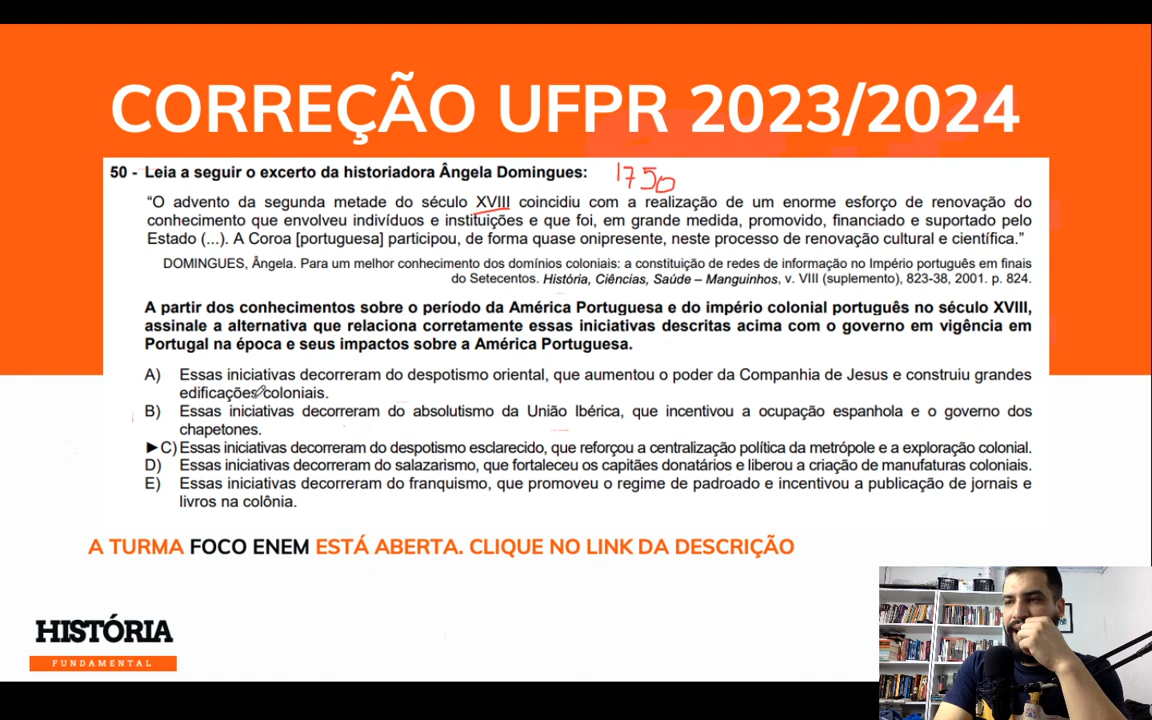 CORREÇÃO UFPR 2023/2024
50 - Leia a seguir o excerto da historiadora Ângela Domingues:
1750
“O advento da segunda metade do século XVIII coincidiu com a realização de um enorme esforço de renovação do
conhecimento que envolveu indivíduos e instituições e que foi, em grande medida, promovido, financiado e suportado pelo
Estado (...). A Coroa [portuguesa] participou, de forma quase onipresente, neste processo de renovação cultural e científica.”
DOMINGUES, Ângela. Para um melhor conhecimento dos domínios coloniais: a constituição de redes de informação no Império português em finais
do Setecentos. História, Ciências, Saúde – Manguinhos, v. VIII (suplemento), 823-38, 2001. p. 824.
A partir dos conhecimentos sobre o período da América Portuguesa e do império colonial português no século XVIII,
assinale a alternativa que relaciona corretamente essas iniciativas descritas acima com o governo em vigência em
Portugal na época e seus impactos sobre a América Portuguesa.
A) Essas iniciativas decorreram do despotismo oriental, que aumentou o poder da Companhia de Jesus e construiu grandes
edificações coloniais.
B) Essas iniciativas decorreram do absolutismo da União Ibérica, que incentivou a ocupação espanhola e o governo dos
chapetones.
►C) Essas iniciativas decorreram do despotismo esclarecido, que reforçou a centralização política da metrópole e a exploração colonial.
D) Essas iniciativas decorreram do salazarismo, que fortaleceu os capitães donatários e liberou a criação de manufaturas coloniais.
E) Essas iniciativas decorreram do franquismo, que promoveu o regime de padroado e incentivou a publicação de jornais e
livros na colônia.
A TURMA FOCO ENEM ESTÁ ABERTA. CLIQUE NO LINK DA DESCRIÇÃO
HISTÓRIA
FUNDAMENTAL